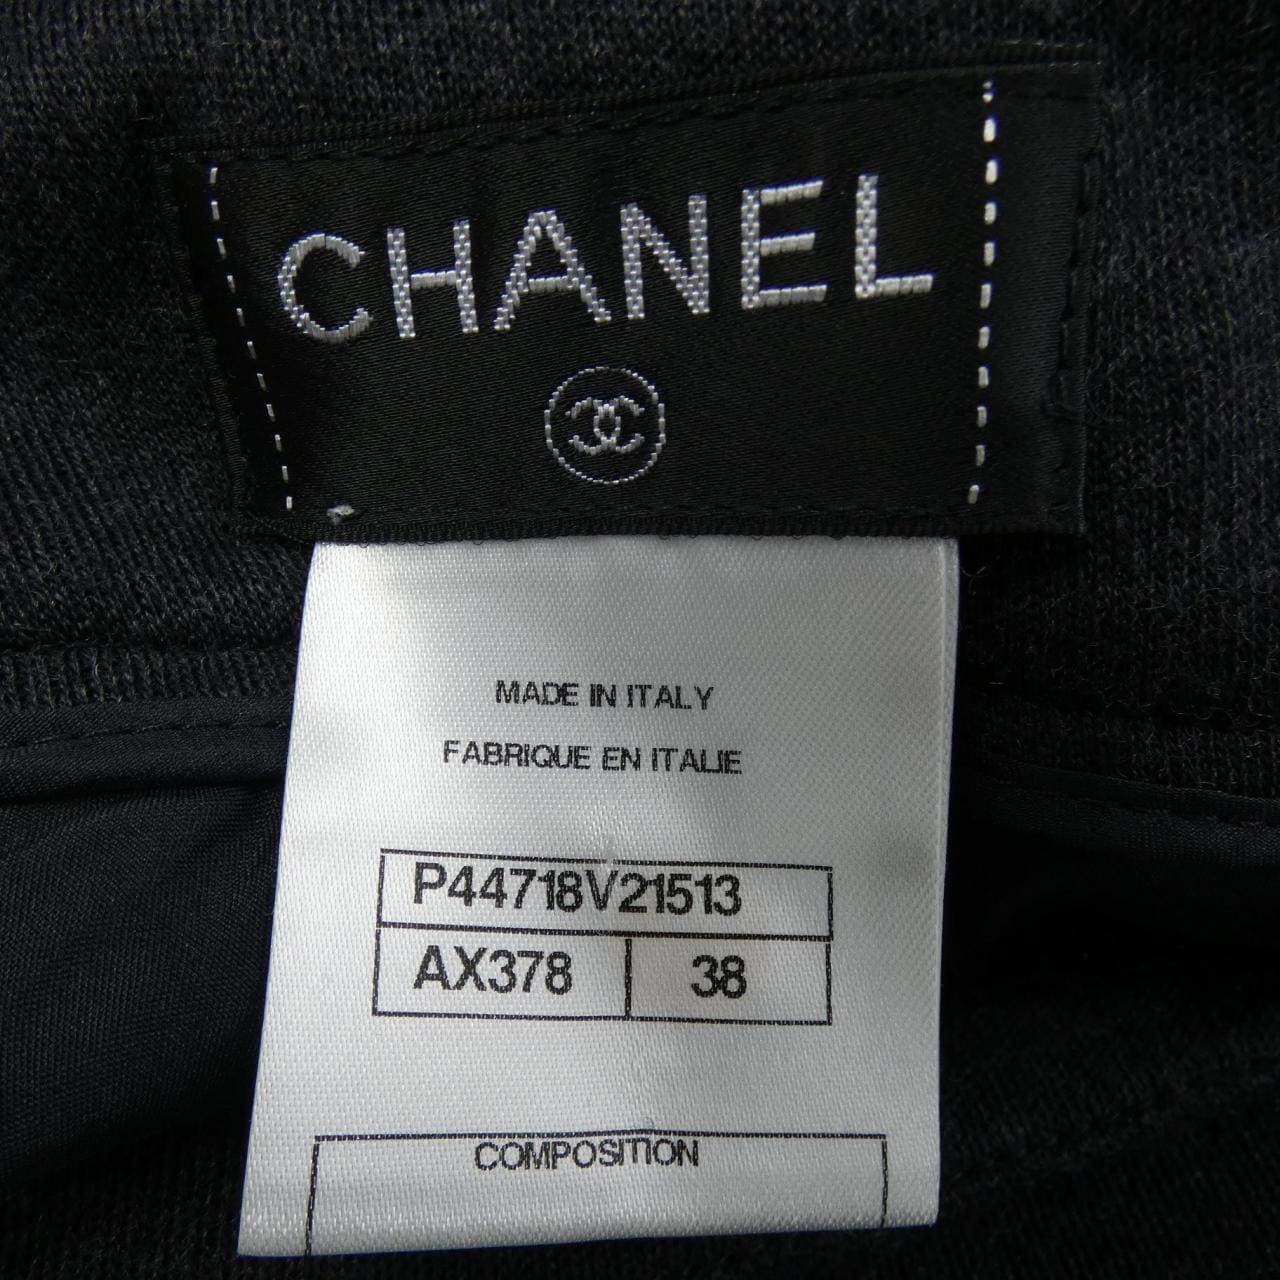 CHANEL
MADE IN ITALY
FABRIQUE EN ITALIE
P44718V21513
AX378 38
COMPOSITION